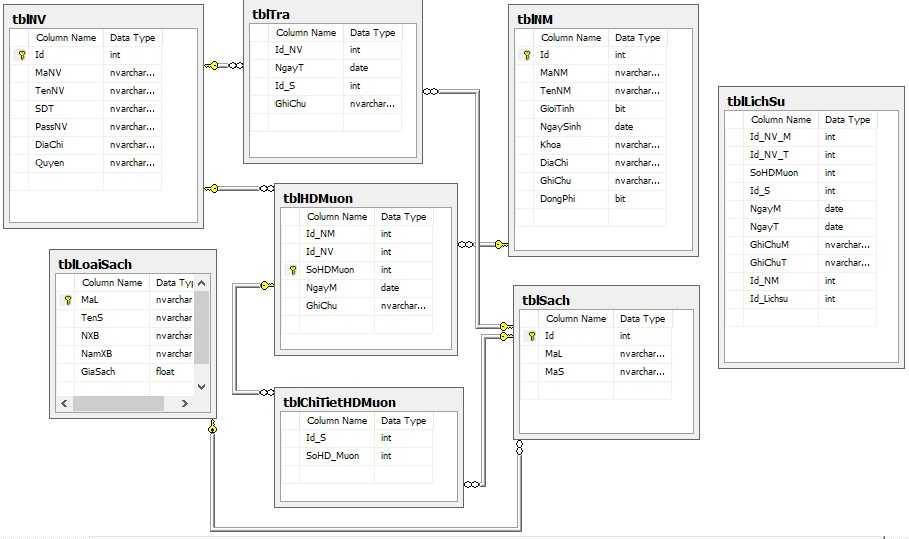 tblNV
Column Name Data Type
Id int
MaNV nvarchar...
TenNV nvarchar...
SDT nvarchar...
PassNV nvarchar...
DiaChi nvarchar...
Quyen nvarchar...
tblTra
Column Name Data Type
Id_NV int
NgayT date
Id_S int
GhiChu nvarchar...
tblNM
Column Name Data Type
Id int
MaNM nvarchar...
TenNM nvarchar...
GioiTinh bit
NgaySinh date
Khoa nvarchar...
DiaChi nvarchar...
GhiChu nvarchar...
DongPhi bit
tblLichSu
Column Name Data Type
Id_NV_M int
Id_NV_T int
SoHDMuon int
Id_S int
NgayM date
NgayT date
GhiChuM nvarchar...
GhiChuT nvarchar...
Id_NM int
Id_Lichsu int
tblHDMuon
Column Name Data Type
Id_NM int
Id_NV int
SoHDMuon int
NgayM date
GhiChu nvarchar...
tblLoaiSach
Column Name Data Typ
MaL nvarchar
TenS nvarchar
NXB nvarchar
NamXB nvarchar
GiaSach float
tblSach
Column Name Data Type
Id int
MaL nvarchar...
MaS nvarchar...
tblChiTietHDMuon
Column Name Data Type
Id_S int
SoHD_Muon int